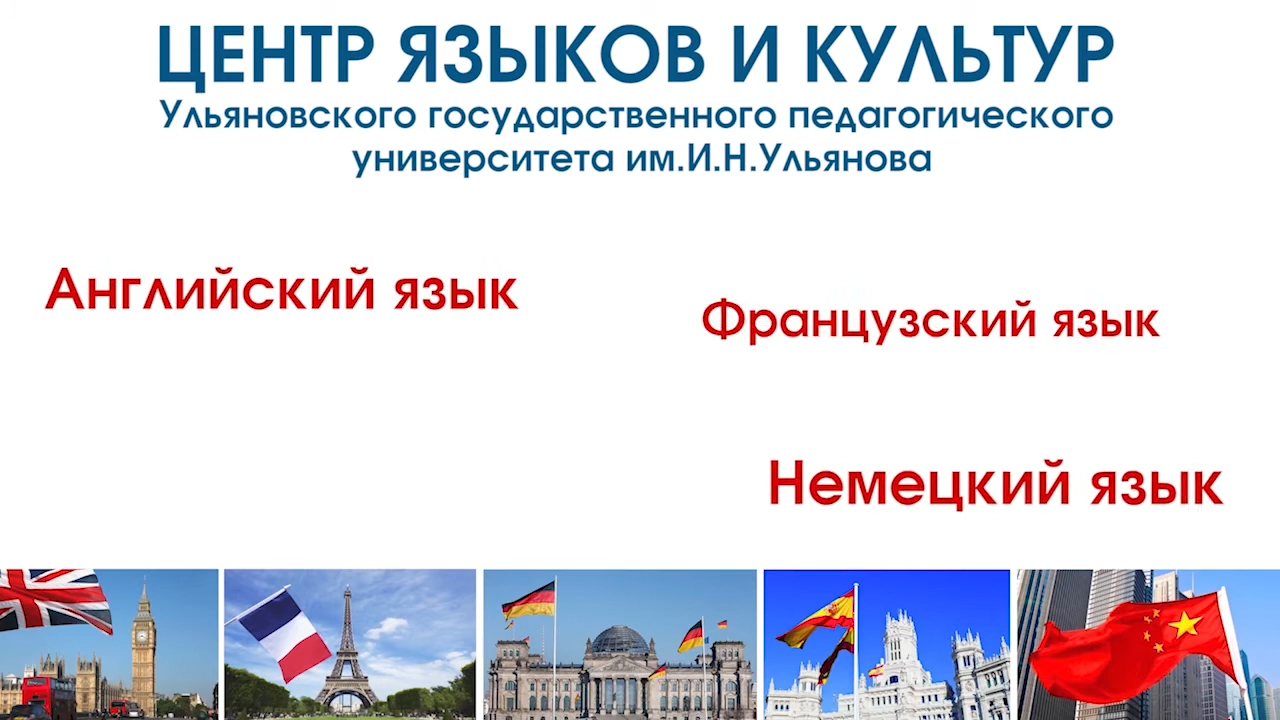 ЦЕНТР ЯЗЫКОВ И КУЛЬТУР
Ульяновского государственного педагогического
университета им.И.Н.Ульянова
Английский язык
Французский язык
Немецкий язык